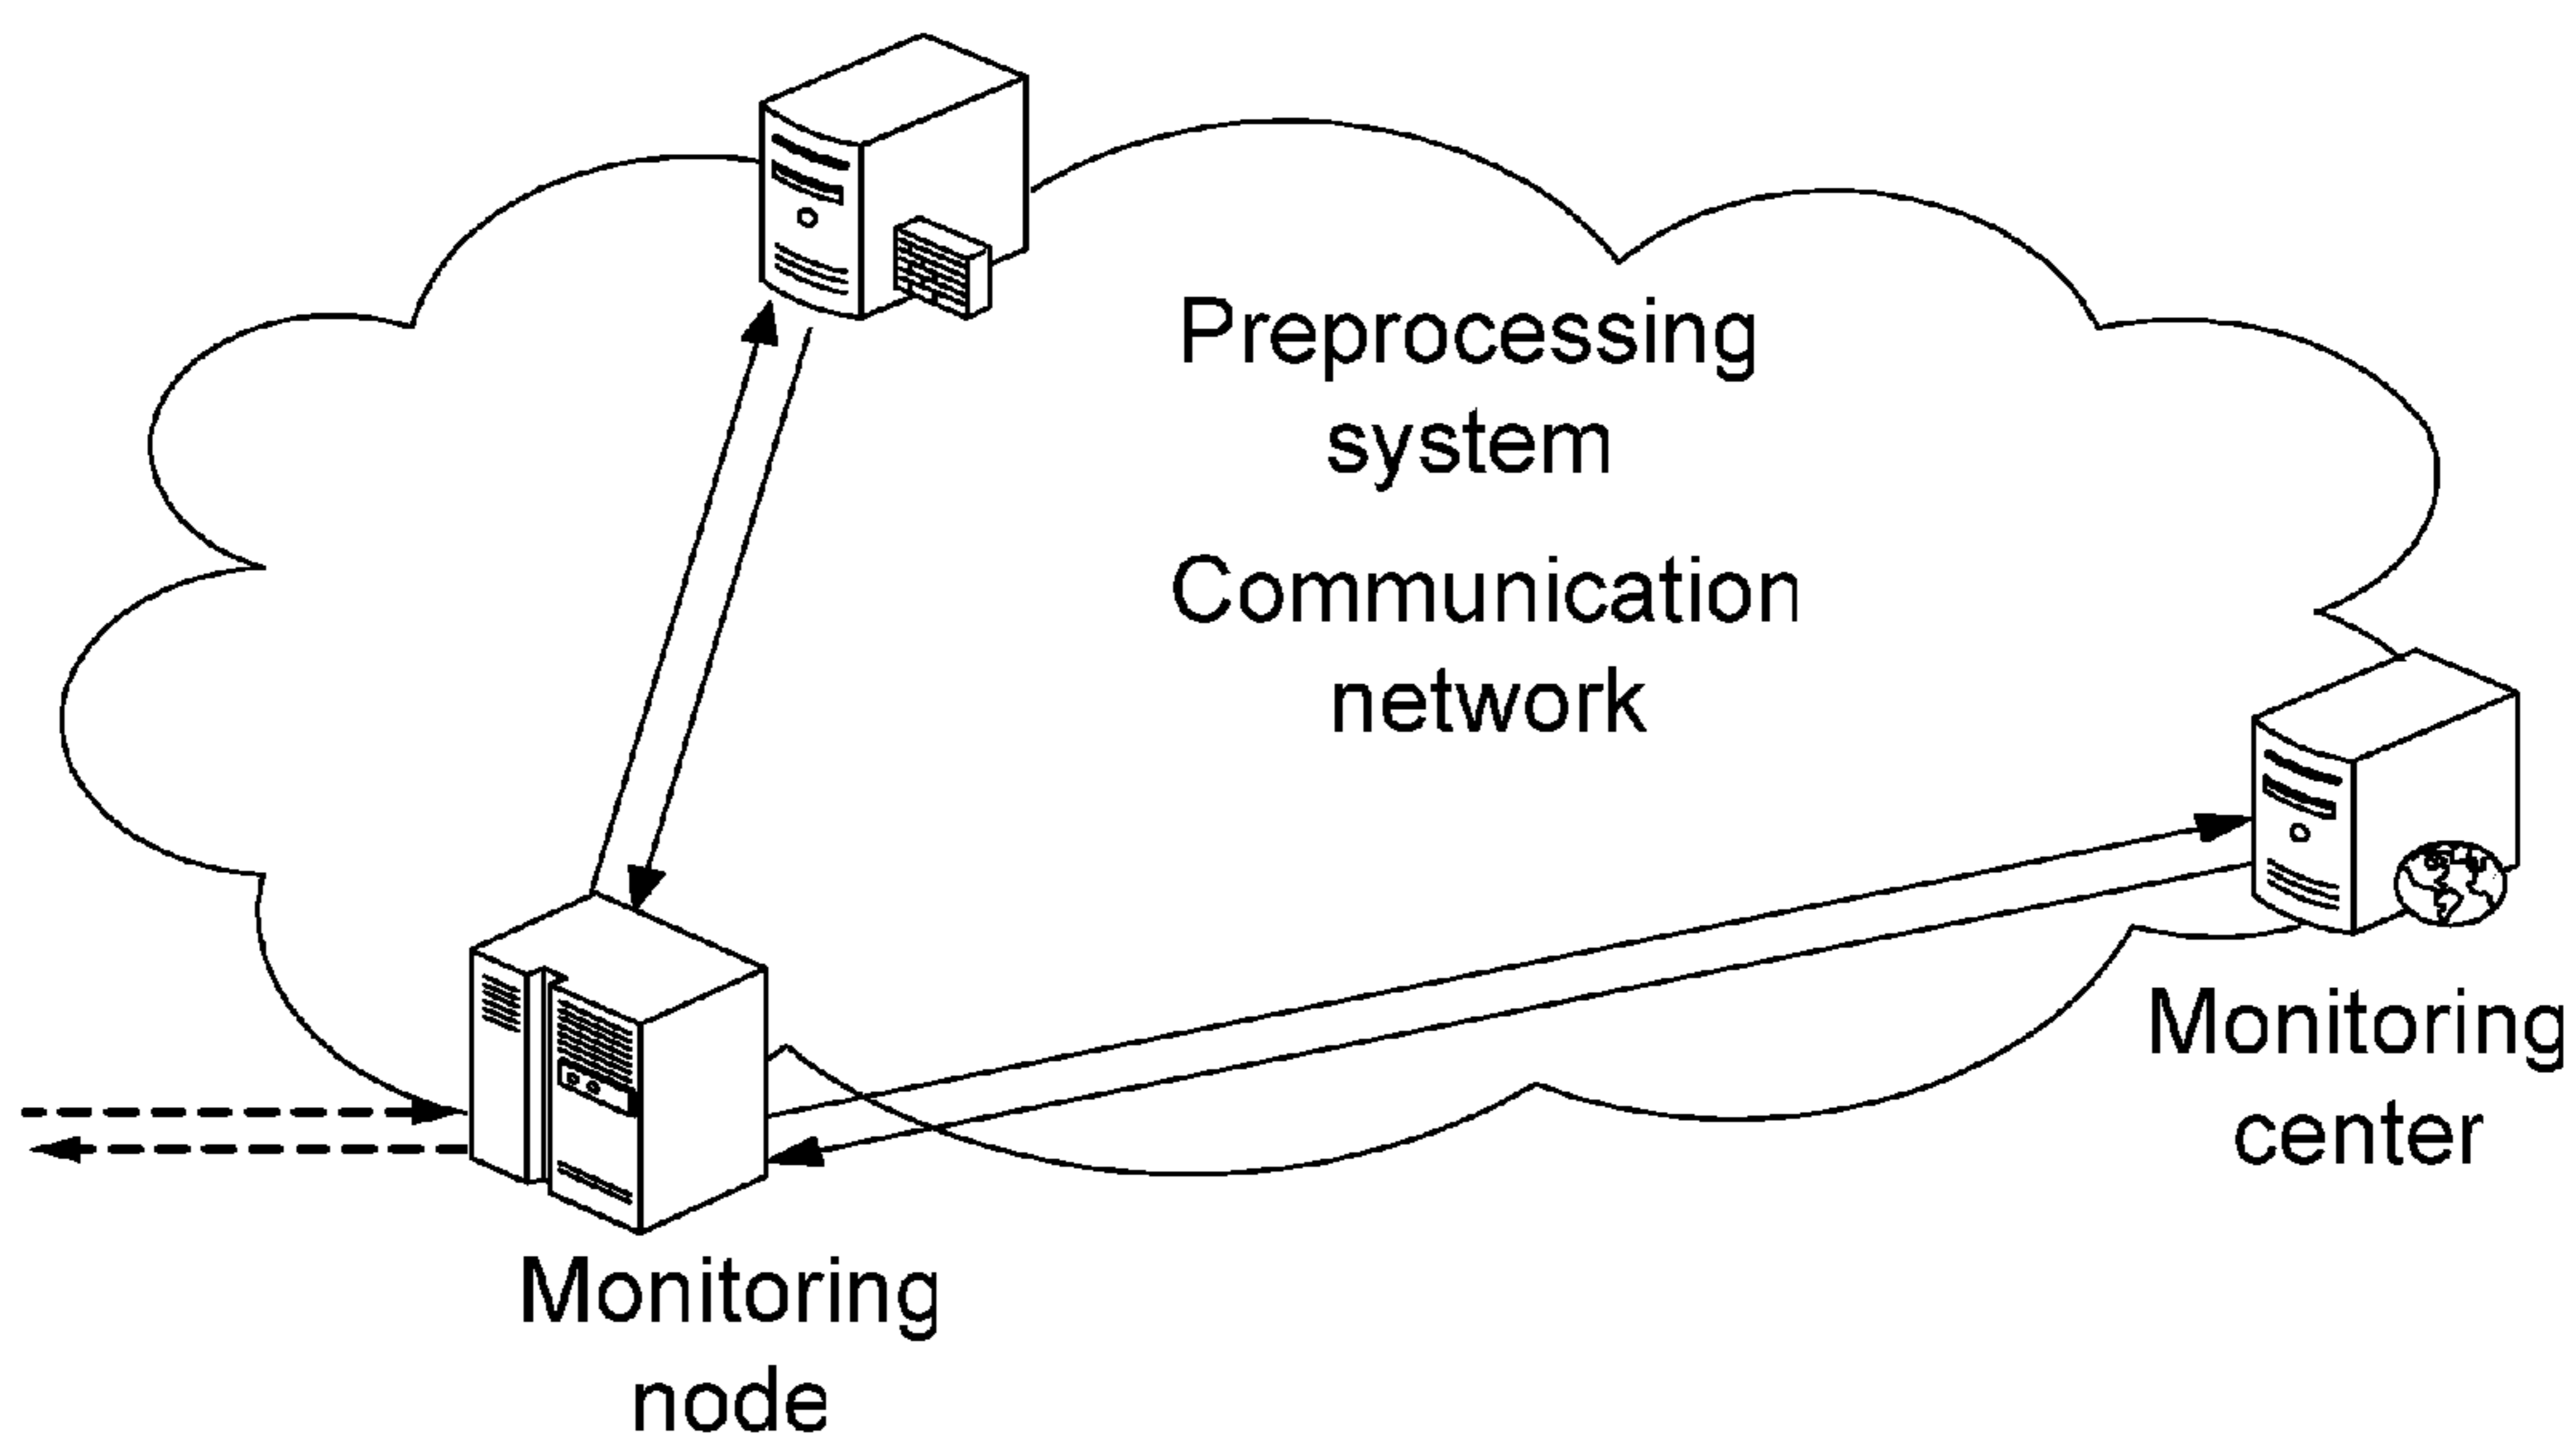 Preprocessing
system
Communication
network
Monitoring
center
Monitoring
node